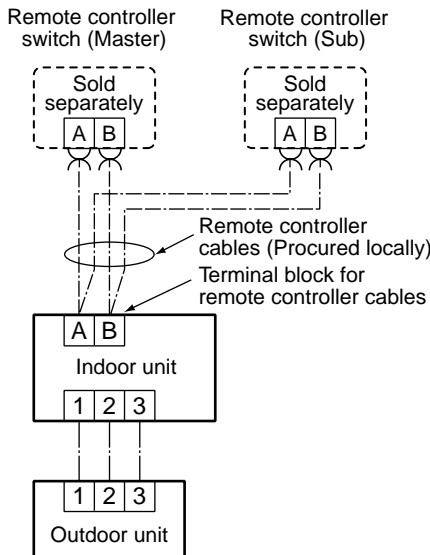 Remote controller
switch (Master)
Remote controller
switch (Sub)
Sold
separately
A B
Sold
separately
A B
Remote controller
cables (Procured locally)
Terminal block for
remote controller cables
A B
Indoor unit
1 2 3
1 2 3
Outdoor unit